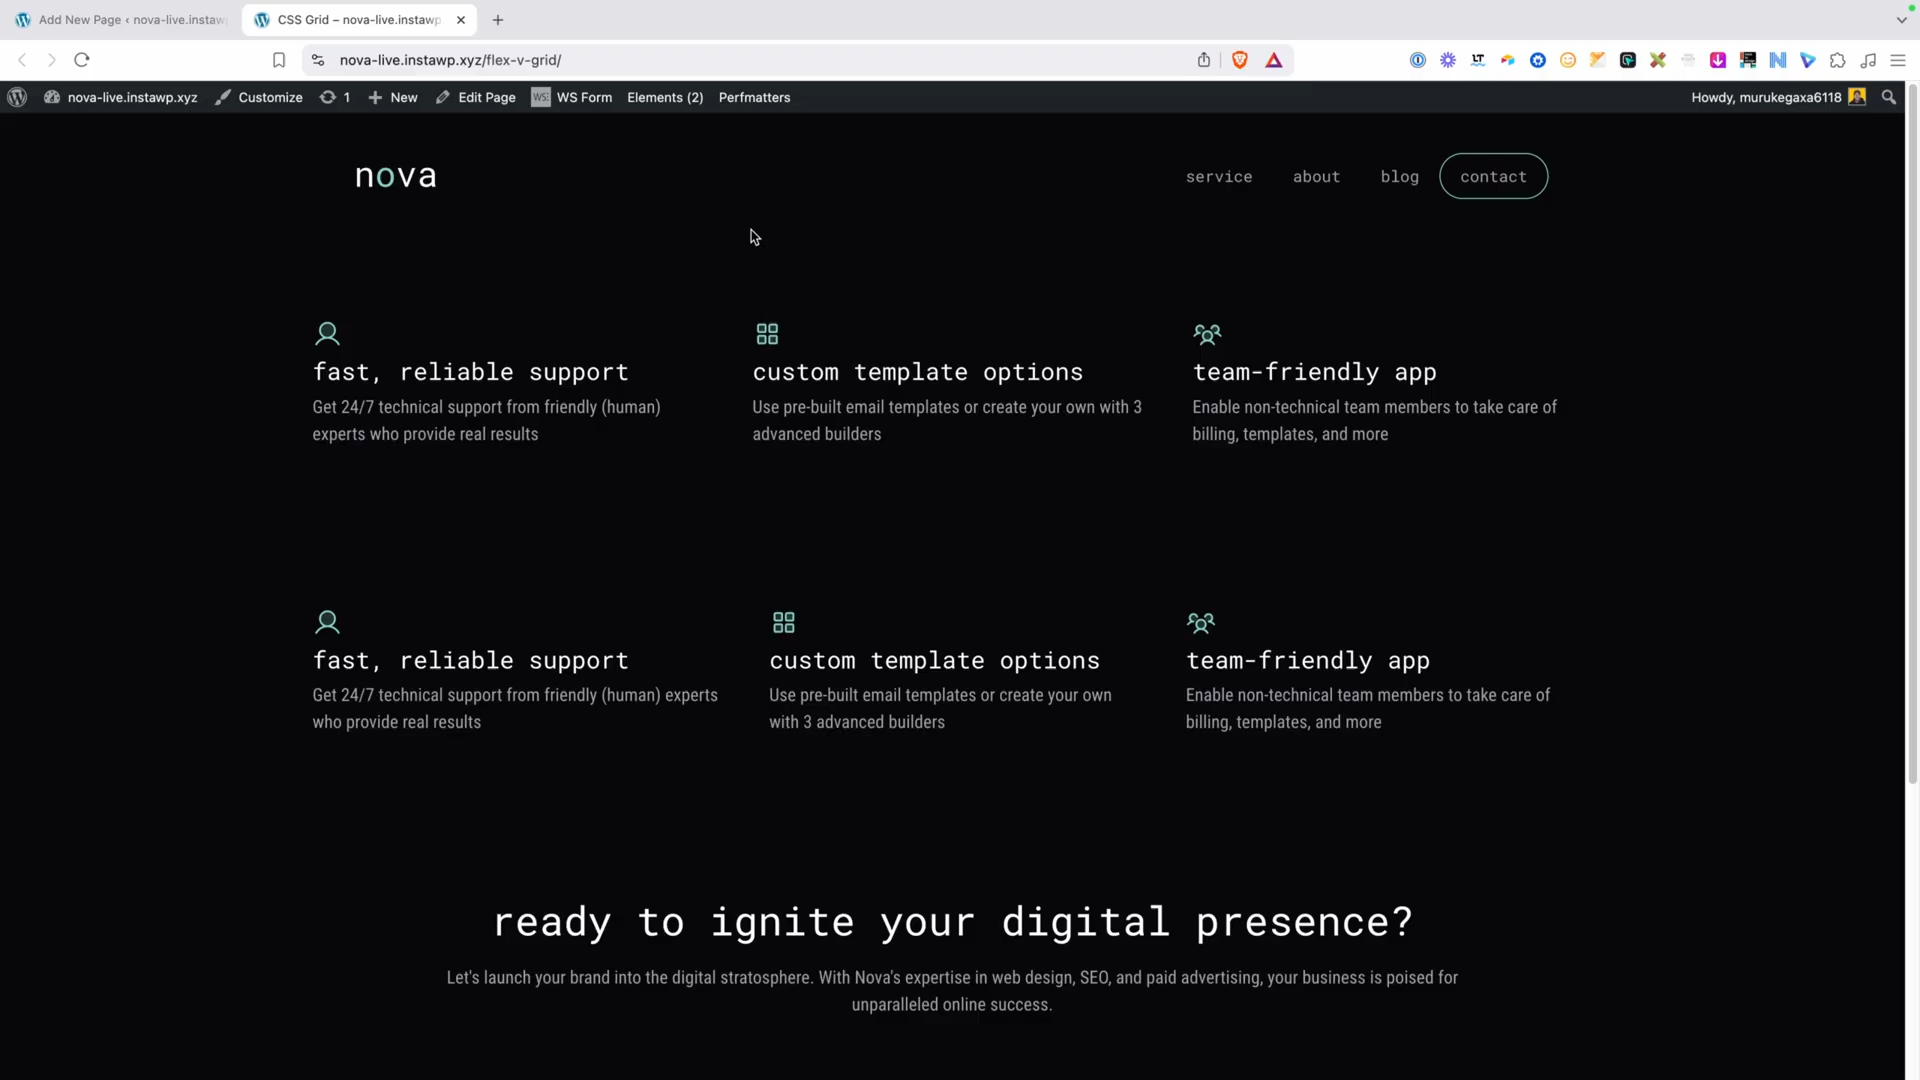 Add New Page ‹ nova-live.instaw
CSS Grid – nova-live.instawp
nova-live.instawp.xyz/flex-v-grid/
nova-live.instawp.xyz Customize 1 New Edit Page WS Form Elements (2) Perfmatters Howdy, murukegaxa6118
nova
service about blog contact
fast, reliable support
Get 24/7 technical support from friendly (human)
experts who provide real results
custom template options
Use pre-built email templates or create your own with 3
advanced builders
team-friendly app
Enable non-technical team members to take care of
billing, templates, and more
fast, reliable support
Get 24/7 technical support from friendly (human) experts
who provide real results
custom template options
Use pre-built email templates or create your own
with 3 advanced builders
team-friendly app
Enable non-technical team members to take care of
billing, templates, and more
ready to ignite your digital presence?
Let's launch your brand into the digital stratosphere. With Nova's expertise in web design, SEO, and paid advertising, your business is poised for
unparalleled online success.